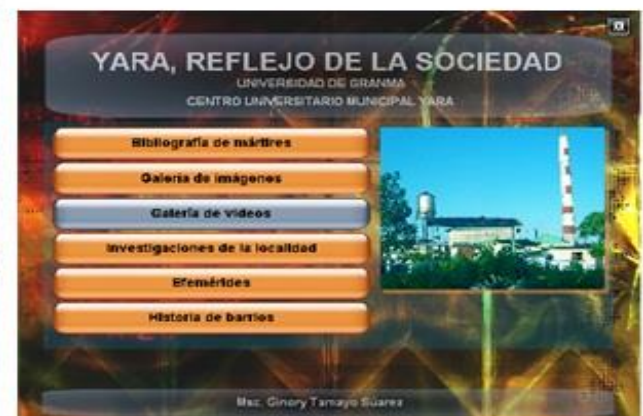 YARA, REFLEJO DE LA SOCIEDAD
UNIVERSIDAD DE GRANMA
CENTRO UNIVERSITARIO MUNICIPAL YARA
Bibliografía de mártires
Galería de imágenes
Galería de videos
Investigaciones de la localidad
Efemérides
Historia de barrios
Msc. Ginory Tamayo Súarez